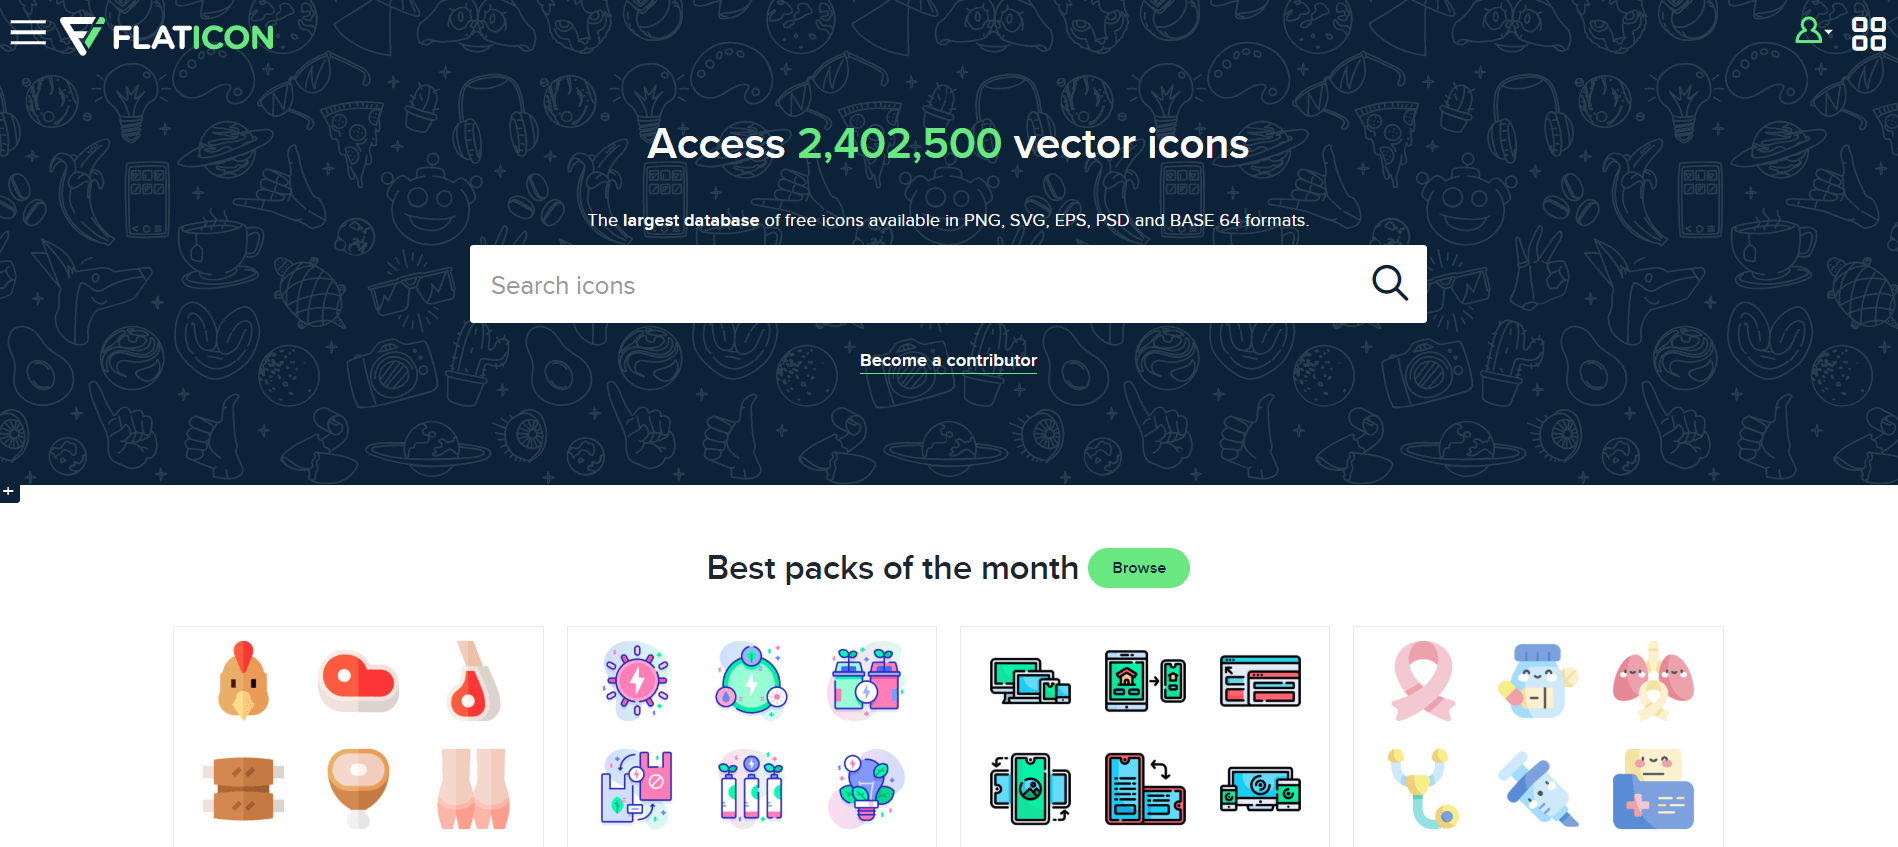 FLATICON
Access 2,402,500 vector icons
The largest database of free icons available in PNG, SVG, EPS, PSD and BASE 64 formats.
Search icons
Become a contributor
+
Best packs of the month
Browse